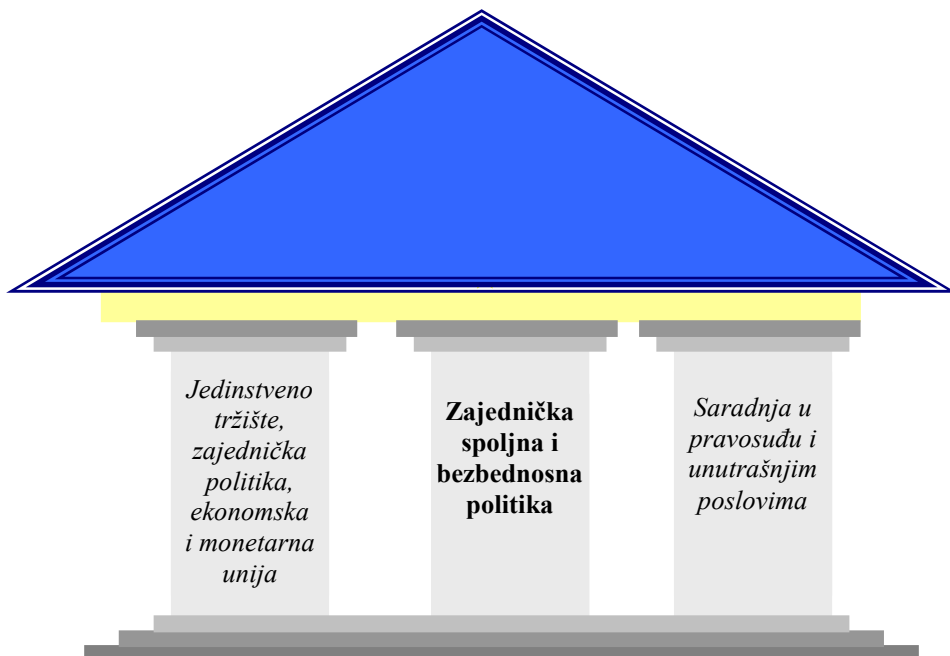 Jedinstveno
tržište,
zajednička
politika,
ekonomska
i monetarna
unija
Zajednička
spoljna i
bezbednosna
politika
Saradnja u
pravosuđu i
unutrašnjim
poslovima